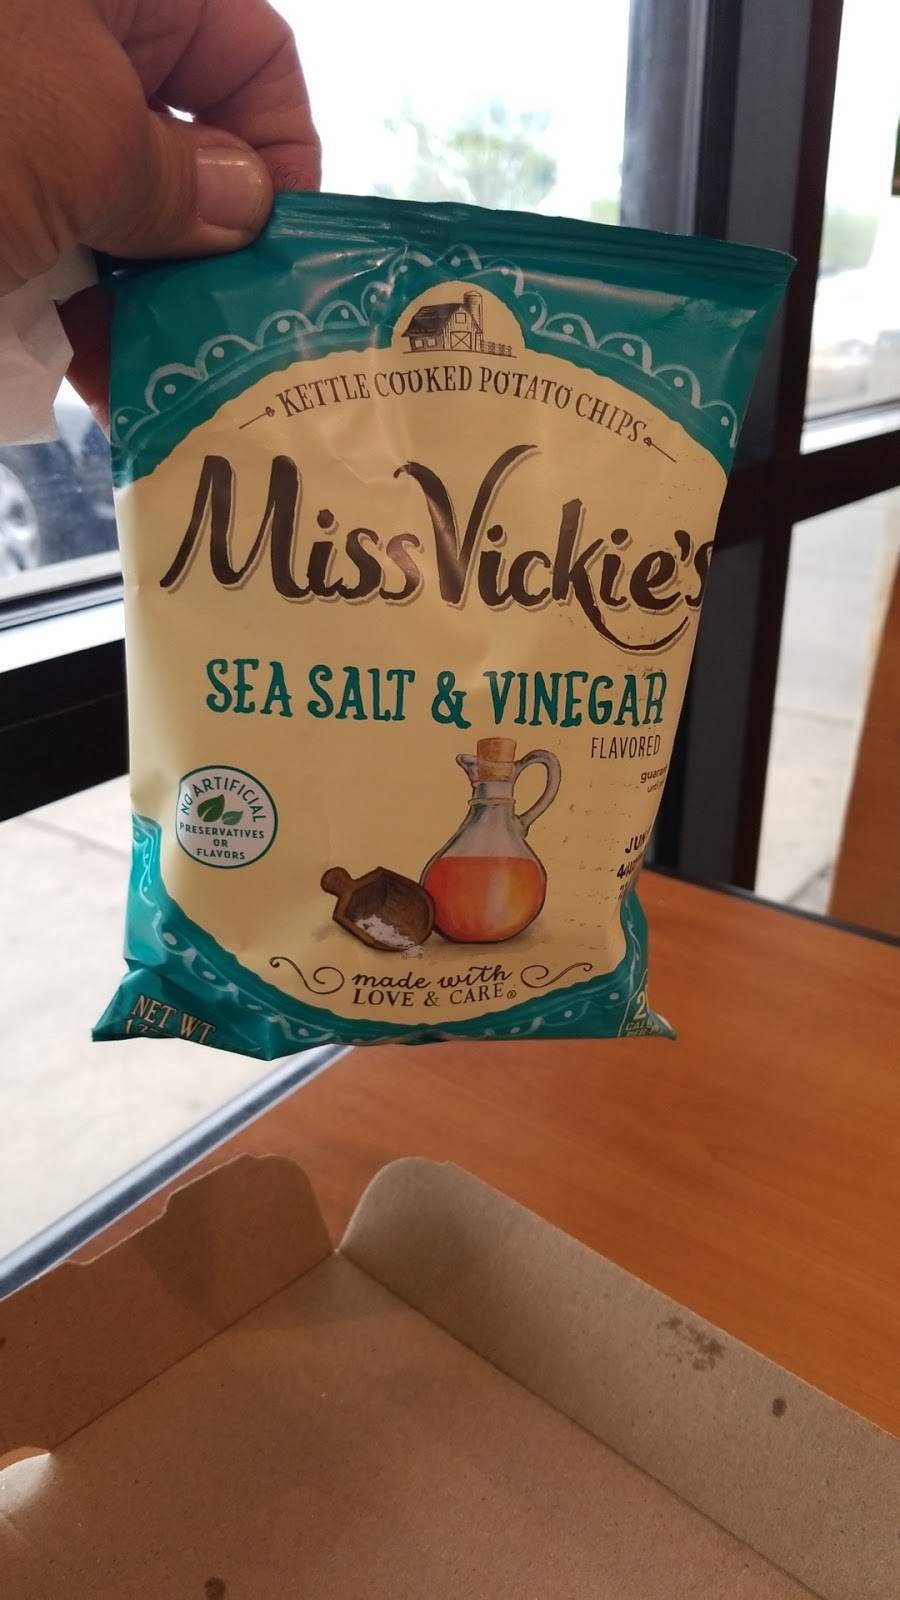 KETTLE COOKED POTATO CHIPS
Miss Vickie's
SEA SALT & VINEGAR
FLAVORED
NO ARTIFICIAL
PRESERVATIVES
OR
FLAVORS
made with
LOVE & CARE®
NET WT.